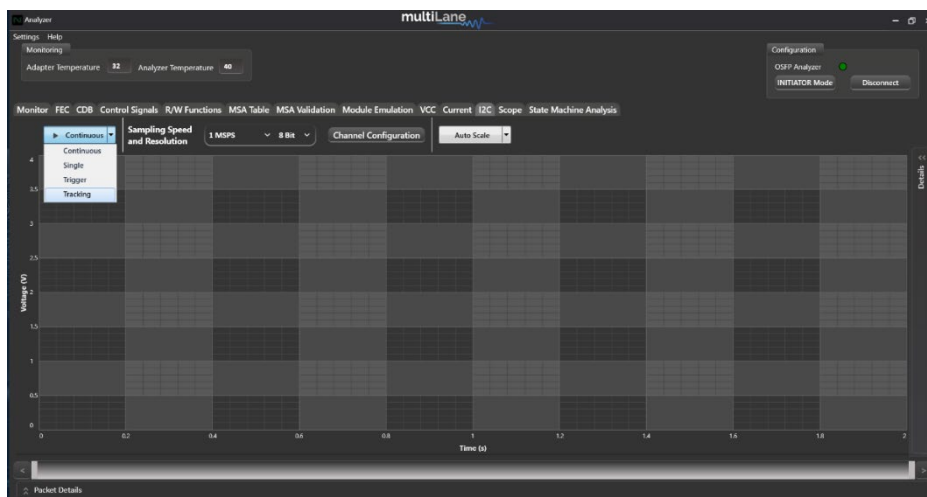 Analyzer
multiLane
Settings Help
Monitoring
Adapter Temperature 32 Analyzer Temperature 40
Configuration
OSFP Analyzer
INITIATOR Mode Disconnect
Monitor FEC CDB Control Signals R/W Functions MSA Table MSA Validation Module Emulation VCC Current I2C Scope State Machine Analysis
Continuous
Sampling Speed
and Resolution
1 MSPS 8 Bit Channel Configuration Auto Scale
Continuous
Single
Trigger
Tracking
Details
Voltage (V)
4
3.5
3
2.5
2
1.5
1
0.5
0
0 0.2 0.4 0.6 0.8 1 1.2 1.4 1.6 1.8 2
Time (s)
Packet Details